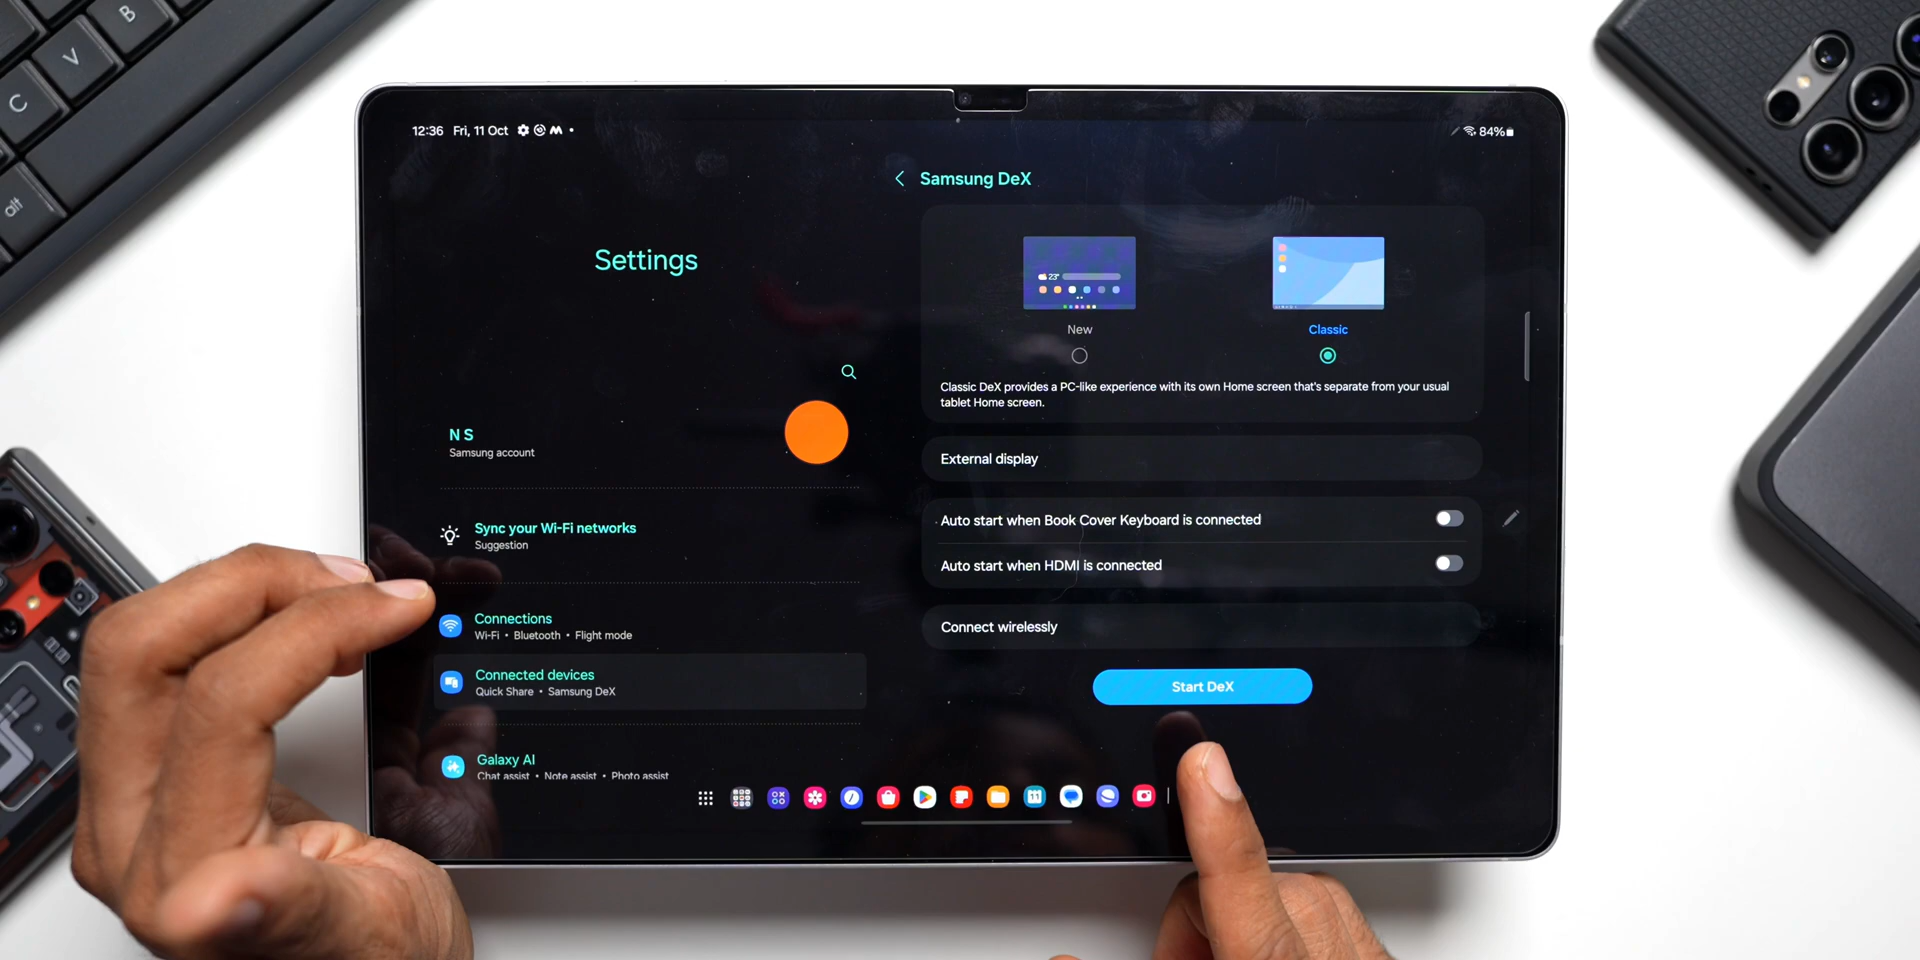 B
V
C
alt
12:36 Fri, 11 Oct
84%
Settings
N S
Samsung account
Sync your Wi-Fi networks
Suggestion
Connections
Wi-Fi • Bluetooth • Flight mode
Connected devices
Quick Share • Samsung DeX
Galaxy AI
Chat assist • Note assist • Photo assist
Samsung DeX
23°
New
Classic
Classic DeX provides a PC-like experience with its own Home screen that's separate from your usual
tablet Home screen.
External display
Auto start when Book Cover Keyboard is connected
Auto start when HDMI is connected
Connect wirelessly
Start DeX
11